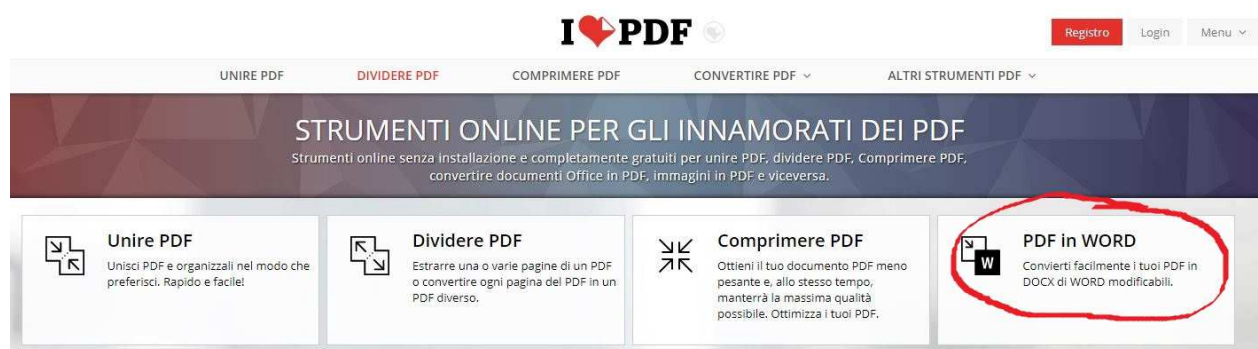 I PDF
Registro Login Menu
UNIRE PDF DIVIDERE PDF COMPRIMERE PDF CONVERTIRE PDF ALTRI STRUMENTI PDF
STRUMENTI ONLINE PER GLI INNAMORATI DEI PDF
Strumenti online senza installazione e completamente gratuiti per unire PDF, dividere PDF, Comprimere PDF,
convertire documenti Office in PDF, immagini in PDF e viceversa.
Unire PDF
Unisci PDF e organizzali nel modo che
preferisci. Rapido e facile!
Dividere PDF
Estrarre una o varie pagine di un PDF
o convertire ogni pagina del PDF in un
PDF diverso.
Comprimere PDF
Ottieni il tuo documento PDF meno
pesante e, allo stesso tempo,
manterrà la massima qualità
possibile. Ottimizza i tuoi PDF.
W
PDF in WORD
Convierti facilmente i tuoi PDF in
DOCX di WORD modificabili.